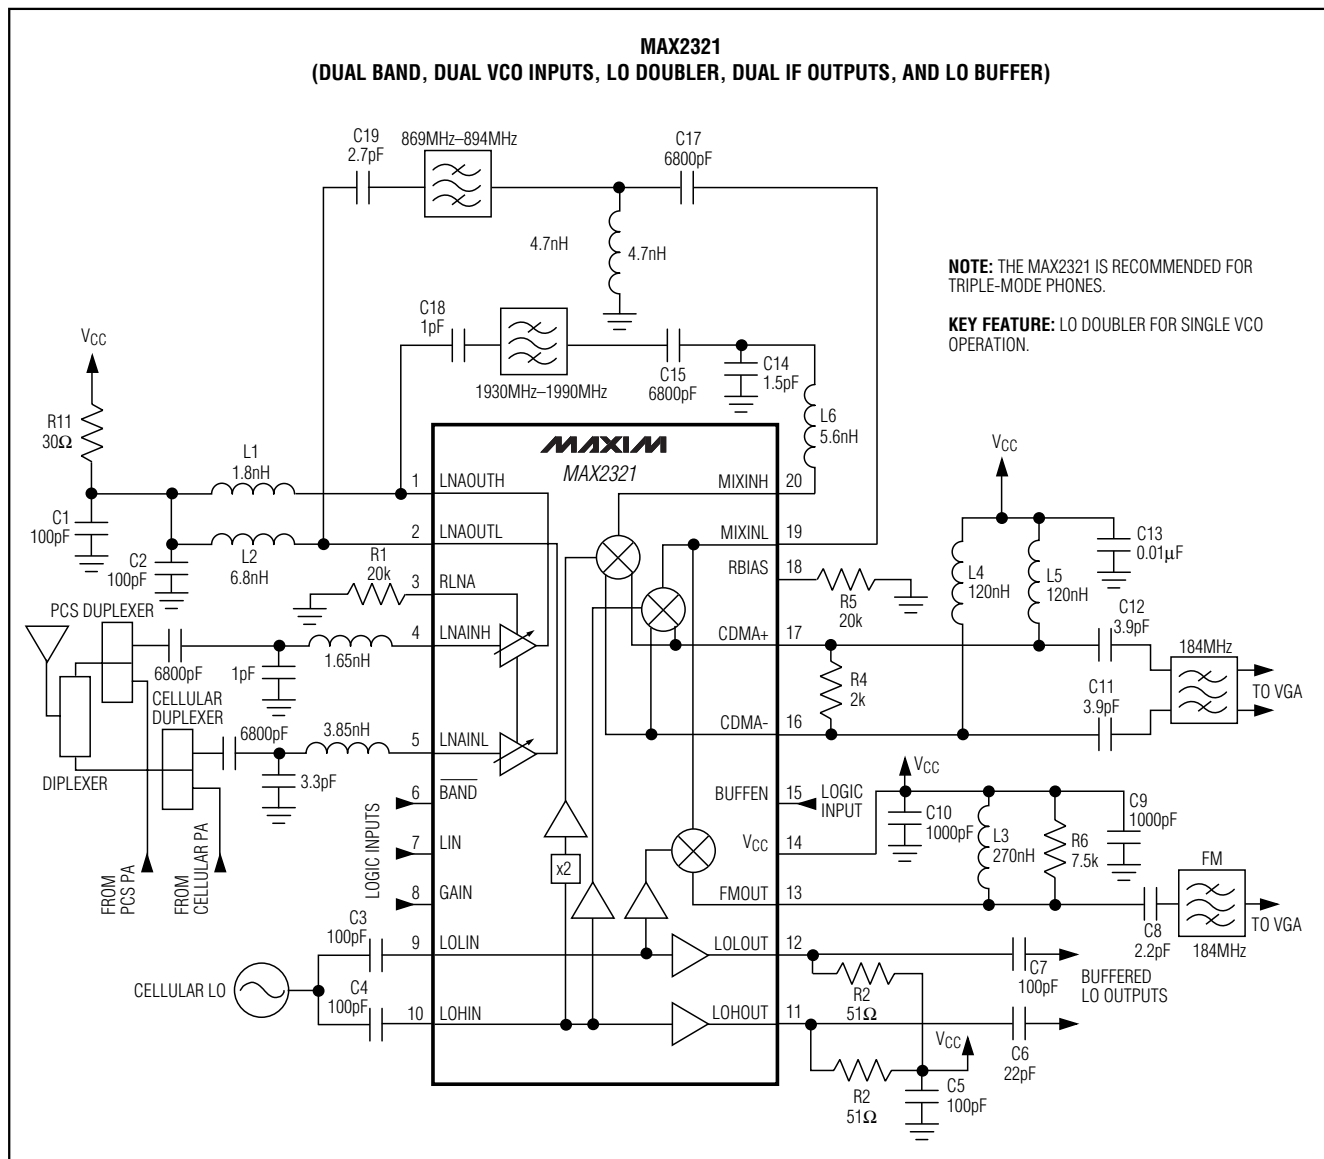 MAX2321
(DUAL BAND, DUAL VCO INPUTS, LO DOUBLER, DUAL IF OUTPUTS, AND LO BUFFER)
C19
2.7pF
869MHz–894MHz
C17
6800pF
4.7nH
4.7nH
NOTE: THE MAX2321 IS RECOMMENDED FOR
TRIPLE-MODE PHONES.
KEY FEATURE: LO DOUBLER FOR SINGLE VCO
OPERATION.
C18
1pF
1930MHz–1990MHz
C15
6800pF
C14
1.5pF
L6
5.6nH
VCC
R11
30Ω
C1
100pF
L1
1.8nH
C2
100pF
L2
6.8nH
R1
20k
MAXIM
MAX2321
1
LNAOUTH
2
LNAOUTL
3
RLNA
4
LNAINH
5
LNAINL
6
BAND
7
LIN
8
GAIN
9
LOLIN
10
LOHIN
MIXINH
20
MIXINL
19
RBIAS
18
CDMA+
17
CDMA-
16
BUFFEN
15
VCC
14
FMOUT
13
LOLOUT
12
LOHOUT
11
x2
PCS DUPLEXER
6800pF
1pF
1.65nH
CELLULAR
DUPLEXER
6800pF
3.85nH
3.3pF
DIPLEXER
FROM
PCS PA
FROM
CELLULAR PA
LOGIC INPUTS
C3
100pF
C4
100pF
CELLULAR LO
R5
20k
R4
2k
VCC
L4
120nH
L5
120nH
C13
0.01µF
C12
3.9pF
C11
3.9pF
184MHz
TO VGA
LOGIC
INPUT
VCC
C10
1000pF
L3
270nH
R6
7.5k
C9
1000pF
FM
C8
2.2pF
184MHz
TO VGA
R2
51Ω
C7
100pF
BUFFERED
LO OUTPUTS
C6
22pF
VCC
R2
51Ω
C5
100pF